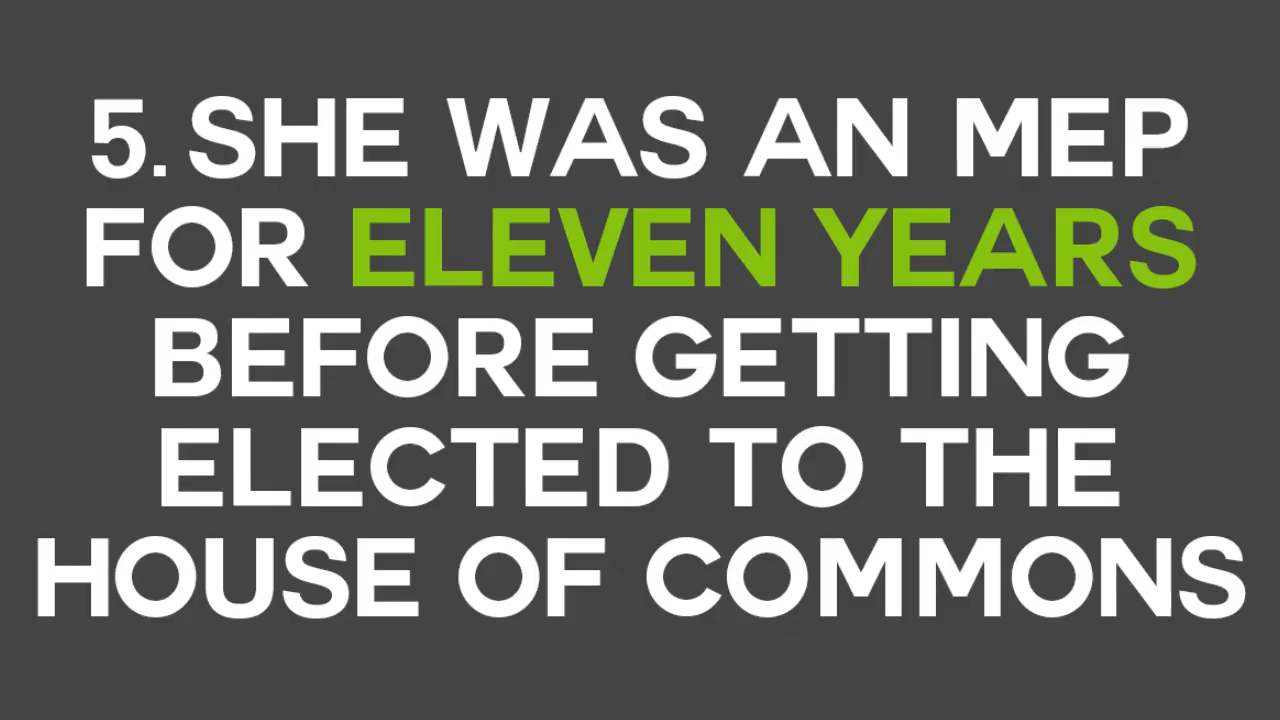 5. SHE WAS AN MEP
FOR ELEVEN YEARS
BEFORE GETTING
ELECTED TO THE
HOUSE OF COMMONS